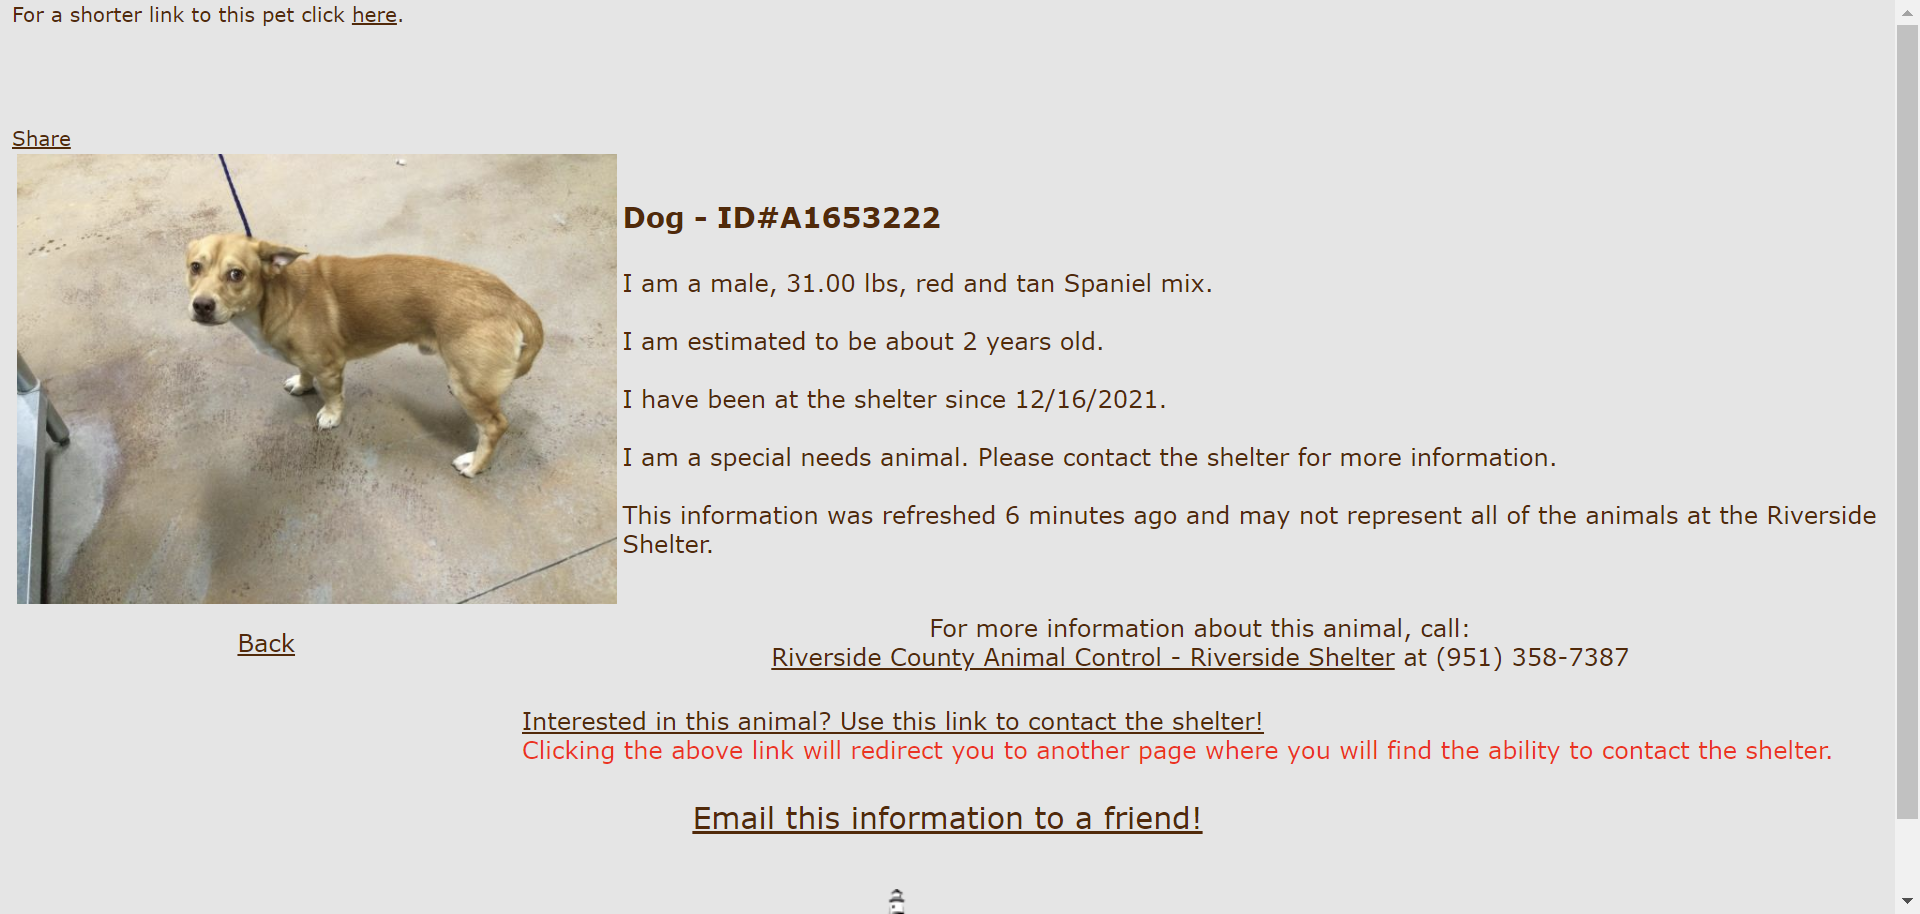 For a shorter link to this pet click here.
Share
Dog - ID#A1653222
I am a male, 31.00 lbs, red and tan Spaniel mix.
I am estimated to be about 2 years old.
I have been at the shelter since 12/16/2021.
I am a special needs animal. Please contact the shelter for more information.
This information was refreshed 6 minutes ago and may not represent all of the animals at the Riverside
Shelter.
Back
For more information about this animal, call:
Riverside County Animal Control - Riverside Shelter at (951) 358-7387
Interested in this animal? Use this link to contact the shelter!
Clicking the above link will redirect you to another page where you will find the ability to contact the shelter.
Email this information to a friend!